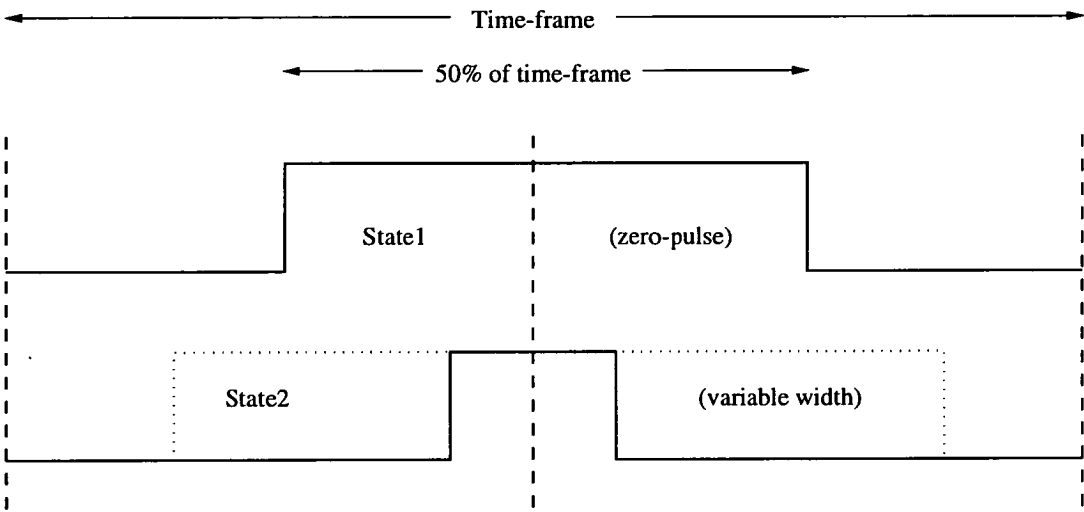 Time-frame
50% of time-frame
State1 (zero-pulse)
State2 (variable width)